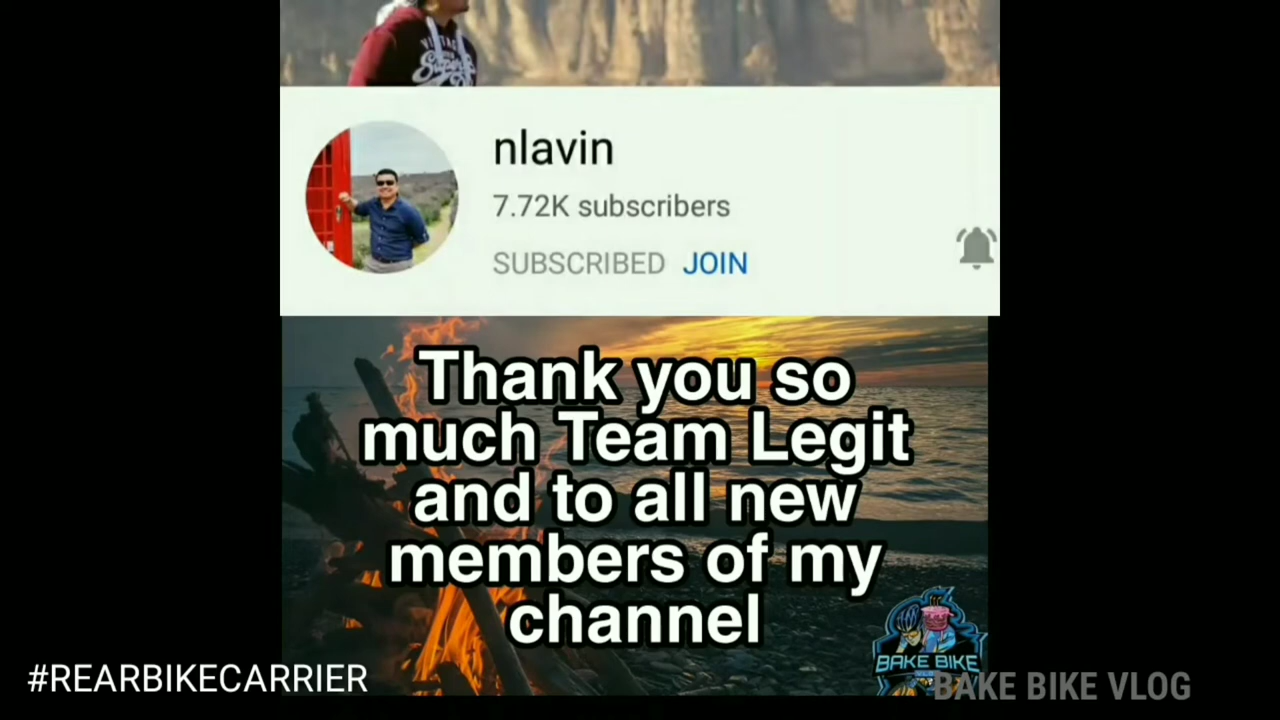 nlavin
7.72K subscribers
SUBSCRIBED JOIN
Thank you so
much Team Legit
and to all new
members of my
channel
BAKE BIKE
#REARBIKECARRIER
BAKE BIKE VLOG